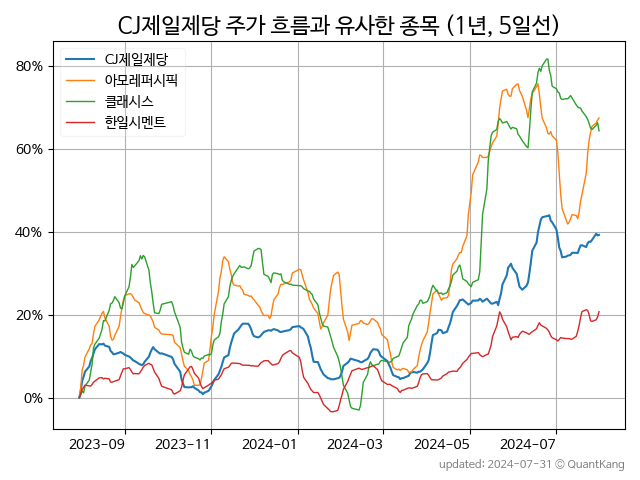 CJ제일제당 주가 흐름과 유사한 종목 (1년, 5일선)
CJ제일제당
아모레퍼시픽
클래시스
한일시멘트
80%
60%
40%
20%
0%
2023-09 2023-11 2024-01 2024-03 2024-05 2024-07
updated: 2024-07-31 © QuantKang